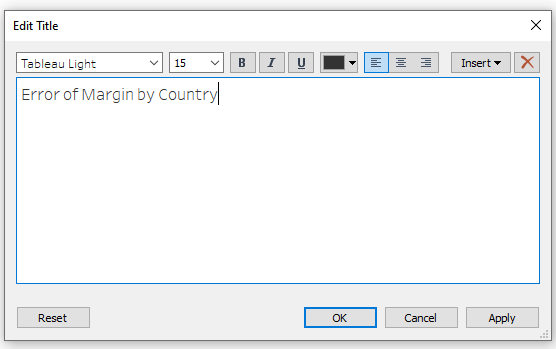 Edit Title
Tableau Light 15 B I U Insert
Error of Margin by Country
Reset OK Cancel Apply